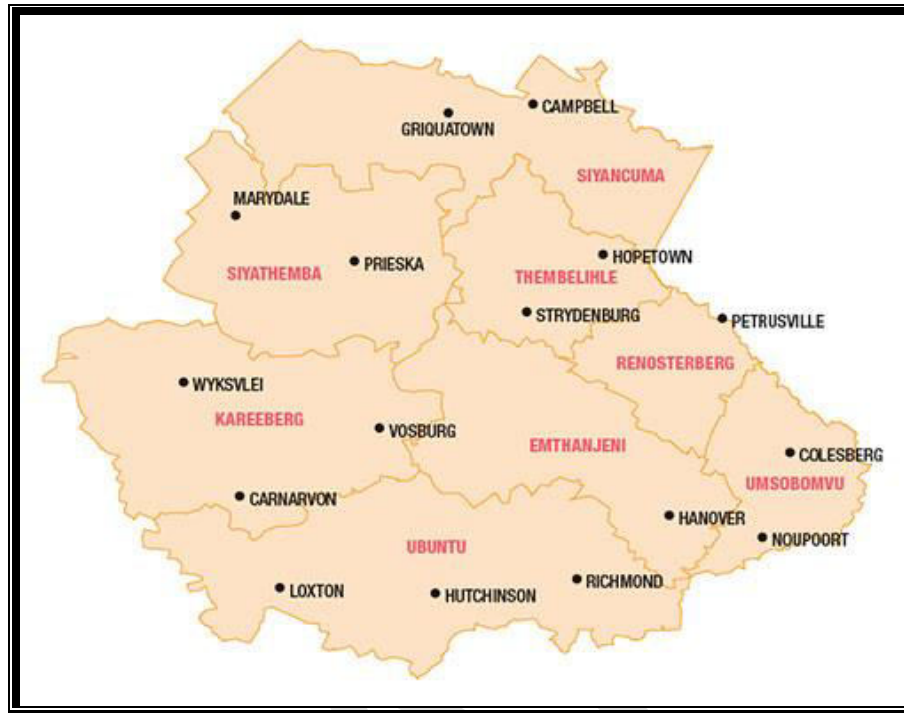 CAMPBELL
GRIQUATOWN
SIYANCUMA
MARYDALE
HOPETOWN
PRIESKA
SIYATHEMBA
THEMBELIHLE
STRYDENBURG
PETRUSVILLE
RENOSTERBERG
WYKSVLEI
KAREEBERG
VOSBURG
EMTHANJENI
COLESBERG
UMSOBOMVU
CARNARVON
HANOVER
NOUPOORT
UBUNTU
RICHMOND
LOXTON
HUTCHINSON